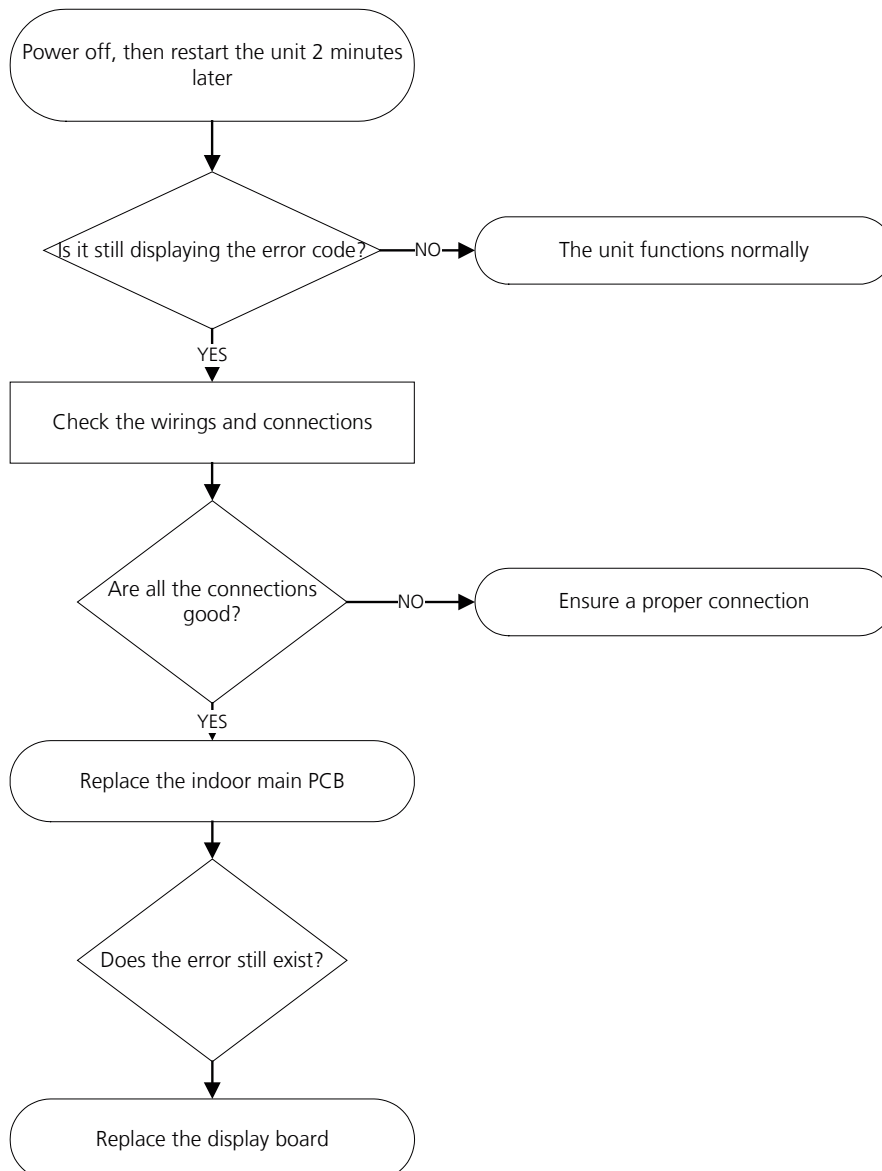 Power off, then restart the unit 2 minutes
later
Is it still displaying the error code?
NO
The unit functions normally
YES
Check the wirings and connections
Are all the connections
good?
NO
Ensure a proper connection
YES
Replace the indoor main PCB
Does the error still exist?
Replace the display board